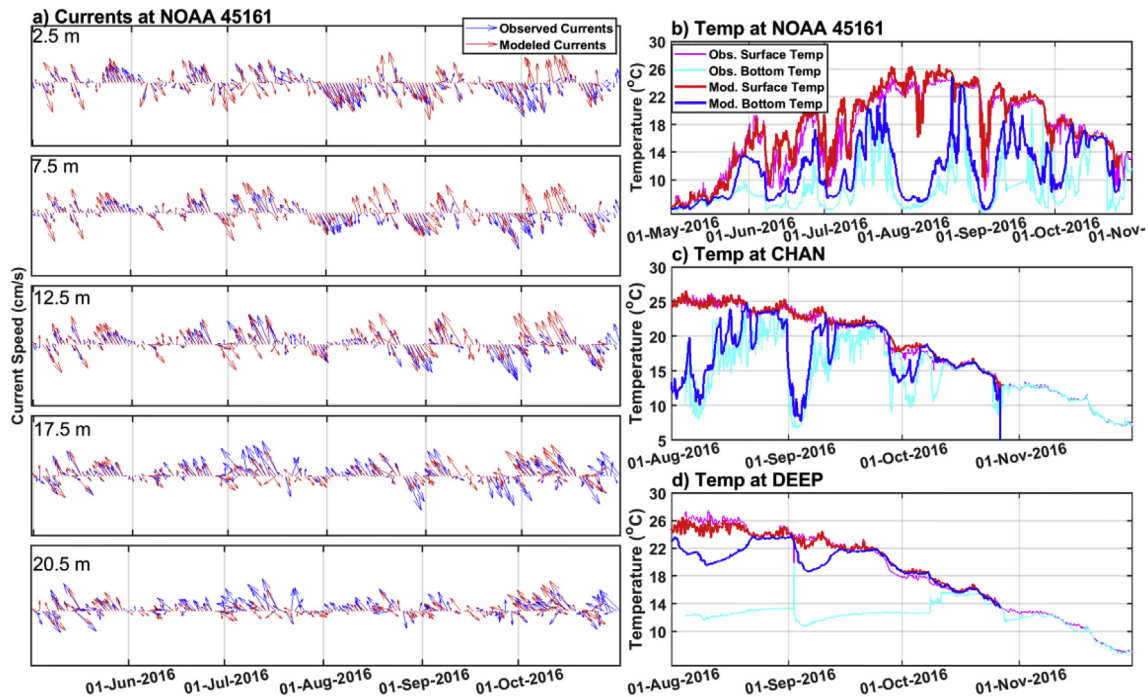 a) Currents at NOAA 45161
Observed Currents
Modeled Currents
2.5 m
7.5 m
12.5 m
17.5 m
20.5 m
Current Speed (cm/s)
01-Jun-2016 01-Jul-2016 01-Aug-2016 01-Sep-2016 01-Oct-2016
b) Temp at NOAA 45161
Obs. Surface Temp
Obs. Bottom Temp
Mod. Surface Temp
Mod. Bottom Temp
Temperature (°C)
30
26
22
18
14
10
01-May-2016 01-Jun-2016 01-Jul-2016 01-Aug-2016 01-Sep-2016 01-Oct-2016 01-Nov-
c) Temp at CHAN
Temperature (°C)
30
25
20
15
10
5
01-Aug-2016 01-Sep-2016 01-Oct-2016 01-Nov-2016
d) Temp at DEEP
Temperature (°C)
30
26
22
18
14
10
01-Aug-2016 01-Sep-2016 01-Oct-2016 01-Nov-2016